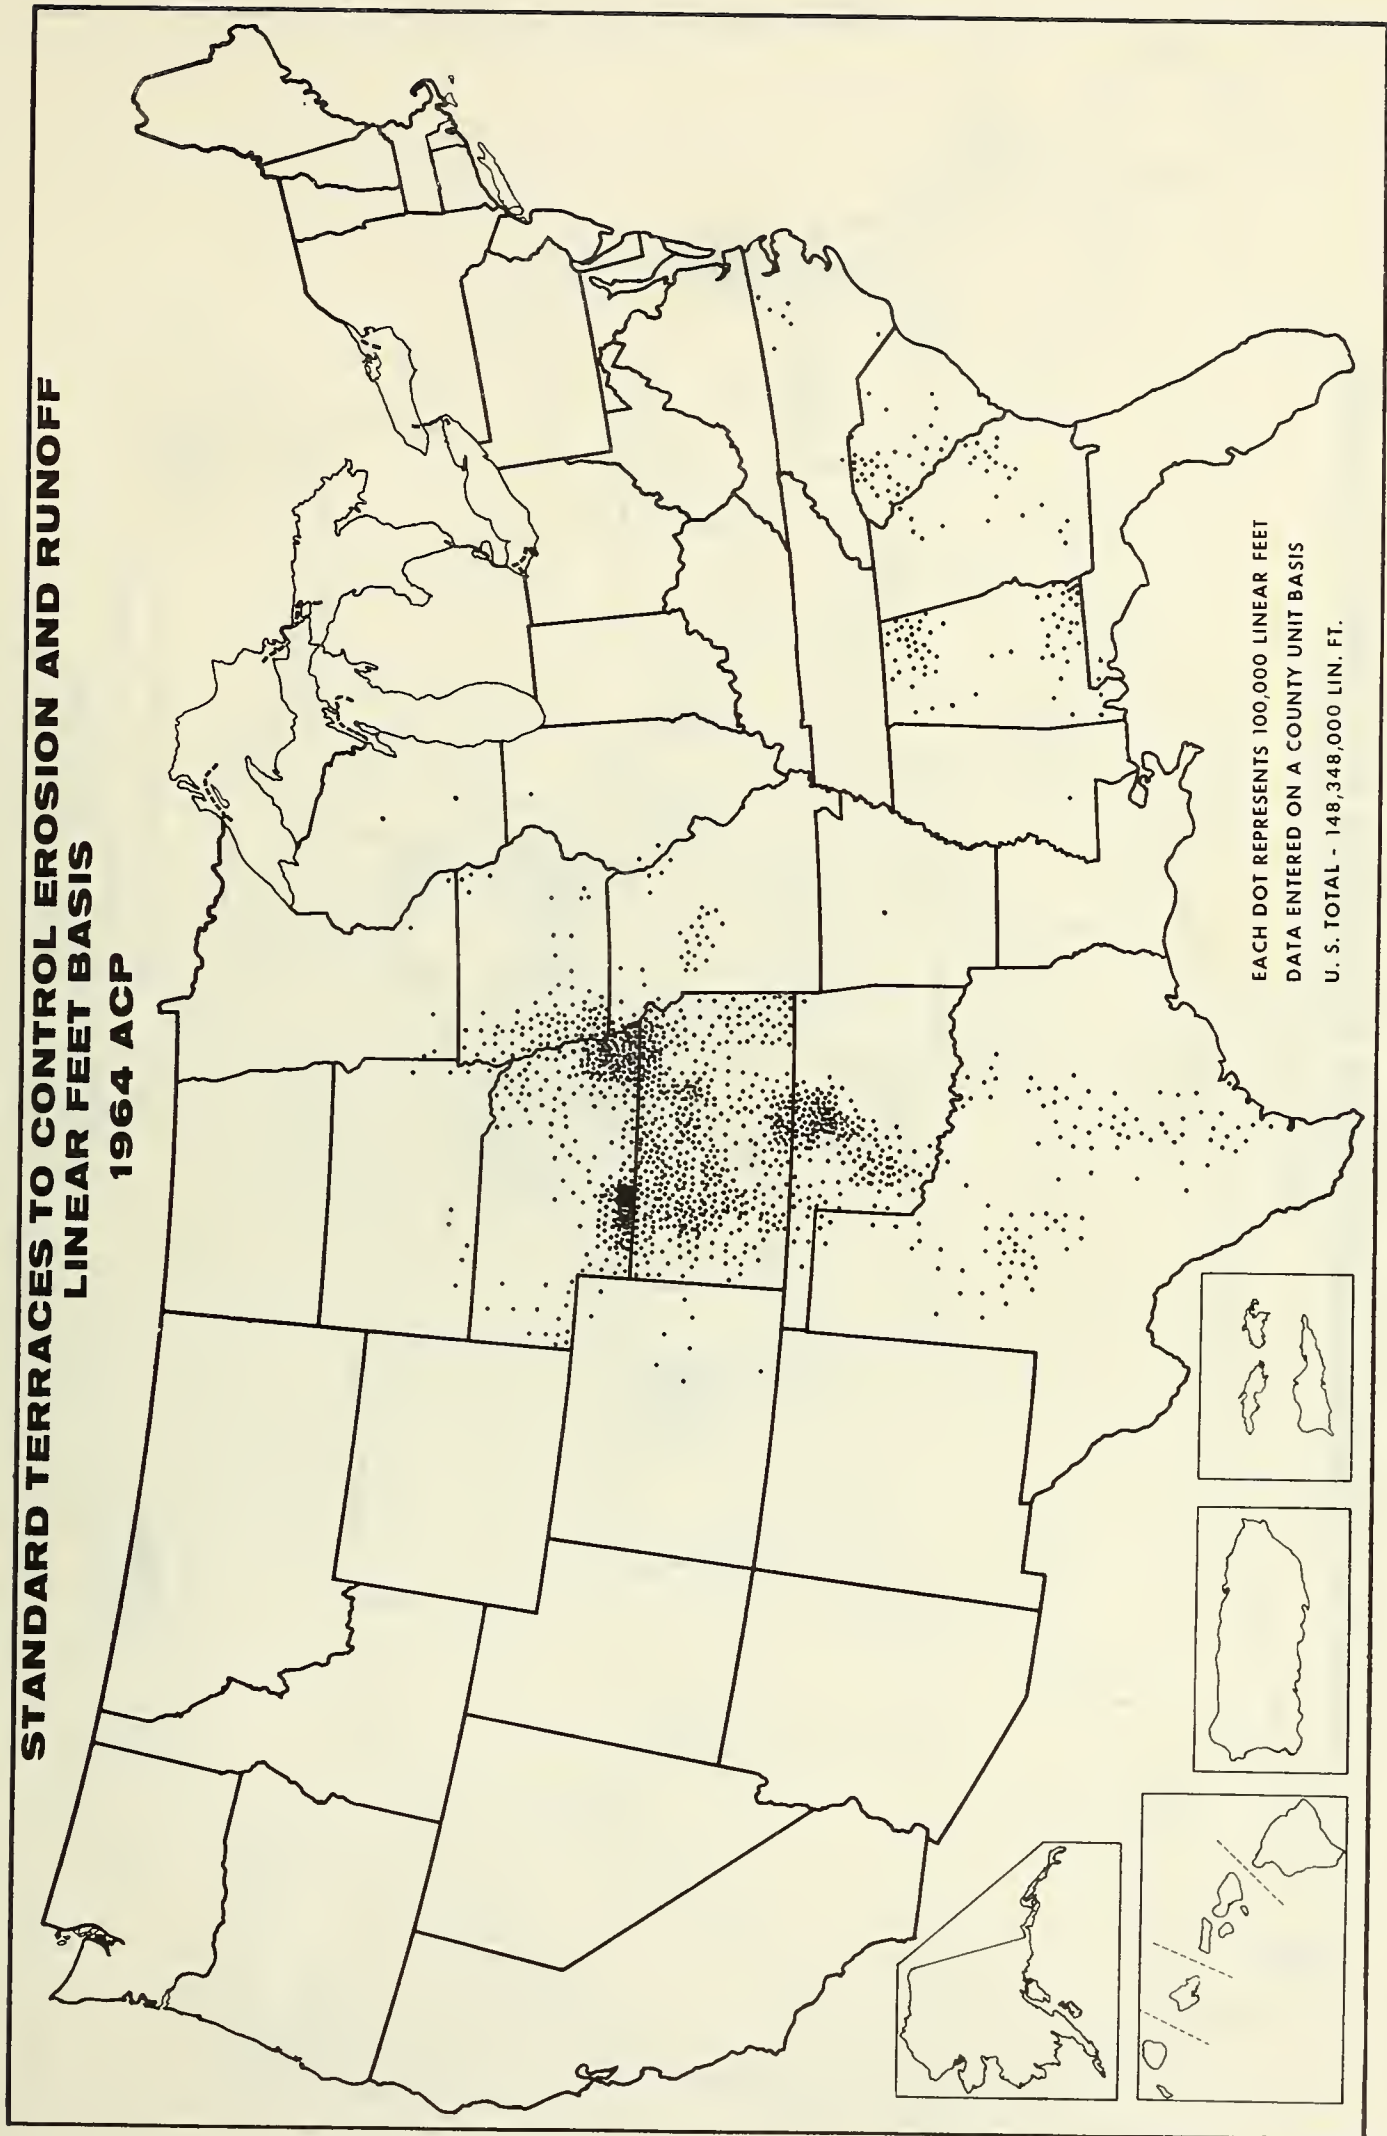 STANDARD TERRACES TO CONTROL EROSION AND RUNOFF
LINEAR FEET BASIS
1964 ACP
EACH DOT REPRESENTS 100,000 LINEAR FEET
DATA ENTERED ON A COUNTY UNIT BASIS
U. S. TOTAL - 148,348,000 LIN. FT.